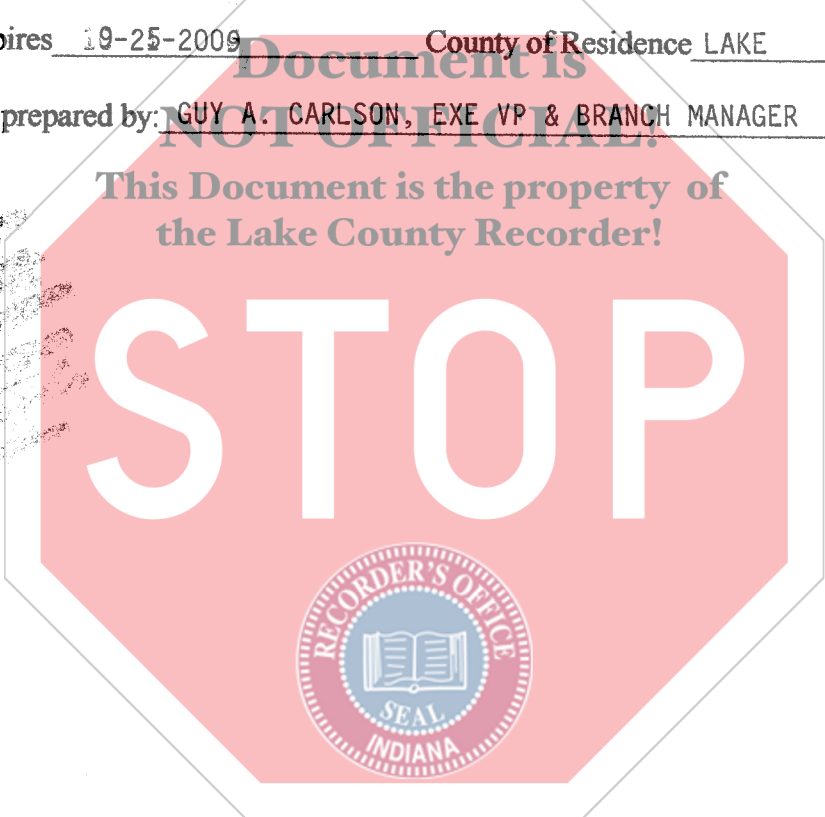 pires 10-25-2009 County of Residence LAKE
Document is
prepared by: GUY A. CARLSON, EXE VP & BRANCH MANAGER
NOT OFFICIAL!
This Document is the property of
the Lake County Recorder!
STOP
RECORDER'S OFFICE
SEAL
INDIANA